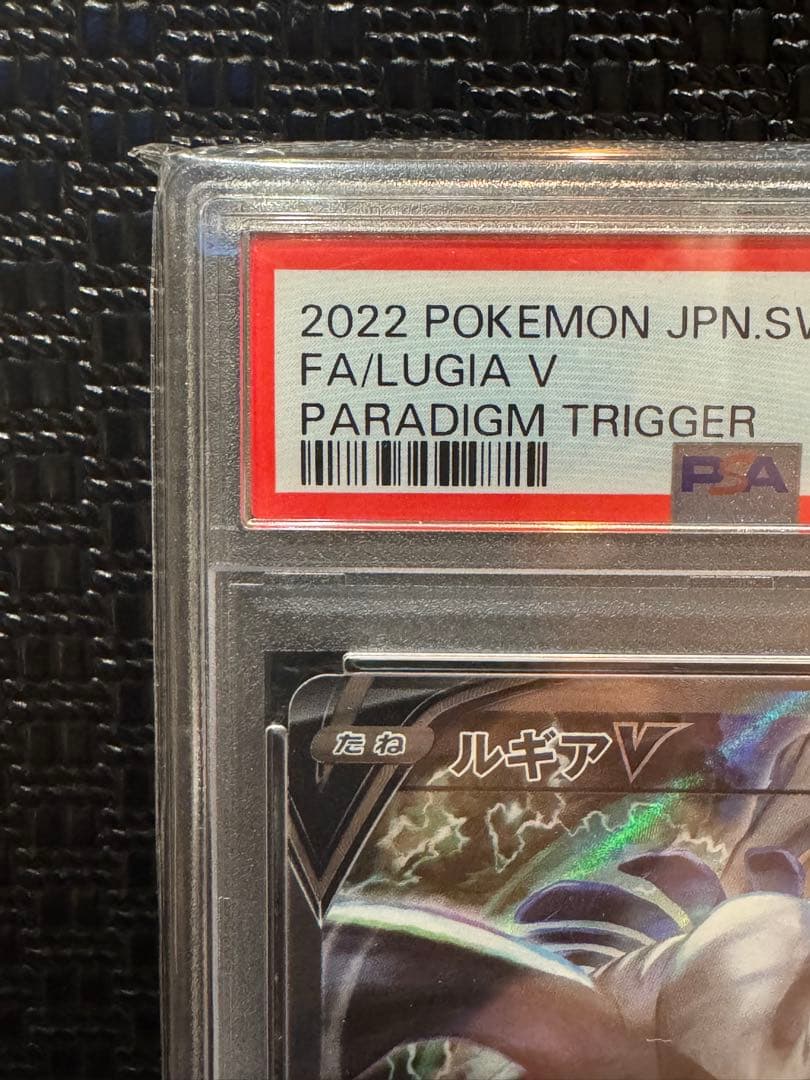 2022 POKEMON JPN.SW
FA/LUGIA V
PARADIGM TRIGGER
PSA
たね ルギアV